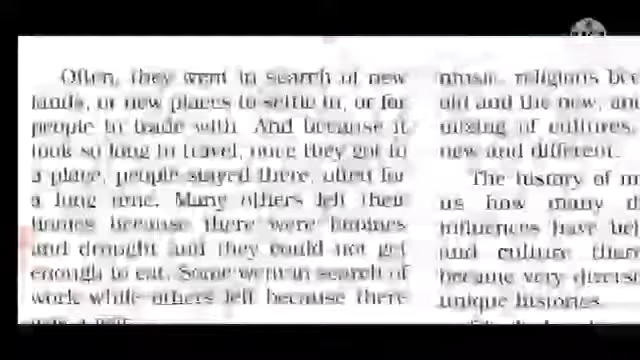 Often, they went in search of new
lands, or new places to settle in, or for
people to trade with. And because it
took so long to travel, once they got to
a place, people stayed there, often for
a long time. Many others left their
homes because there were famines
and drought and they could not get
enough to eat. Some went in search of
work while others left because there
music, religions
old and the new,
mixing of cultures,
new and different.
The history of
us how many
influences have
and culture
became very
unique histories.